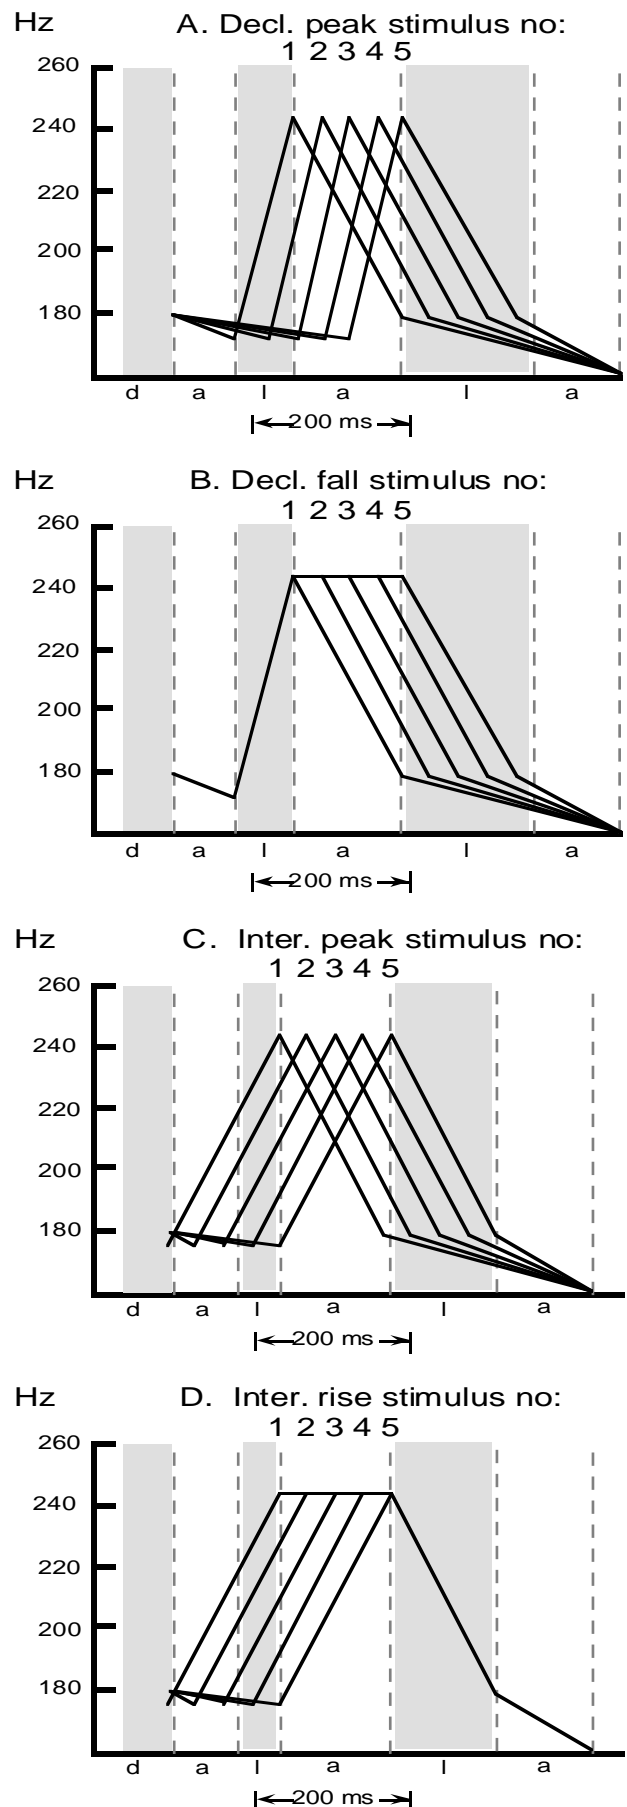 Hz A. Decl. peak stimulus no:
1 2 3 4 5
260
240
220
200
180
d a l a l a
200 ms
Hz B. Decl. fall stimulus no:
1 2 3 4 5
260
240
220
200
180
d a l a l a
200 ms
Hz C. Inter. peak stimulus no:
1 2 3 4 5
260
240
220
200
180
d a l a l a
200 ms
Hz D. Inter. rise stimulus no:
1 2 3 4 5
260
240
220
200
180
d a l a l a
200 ms